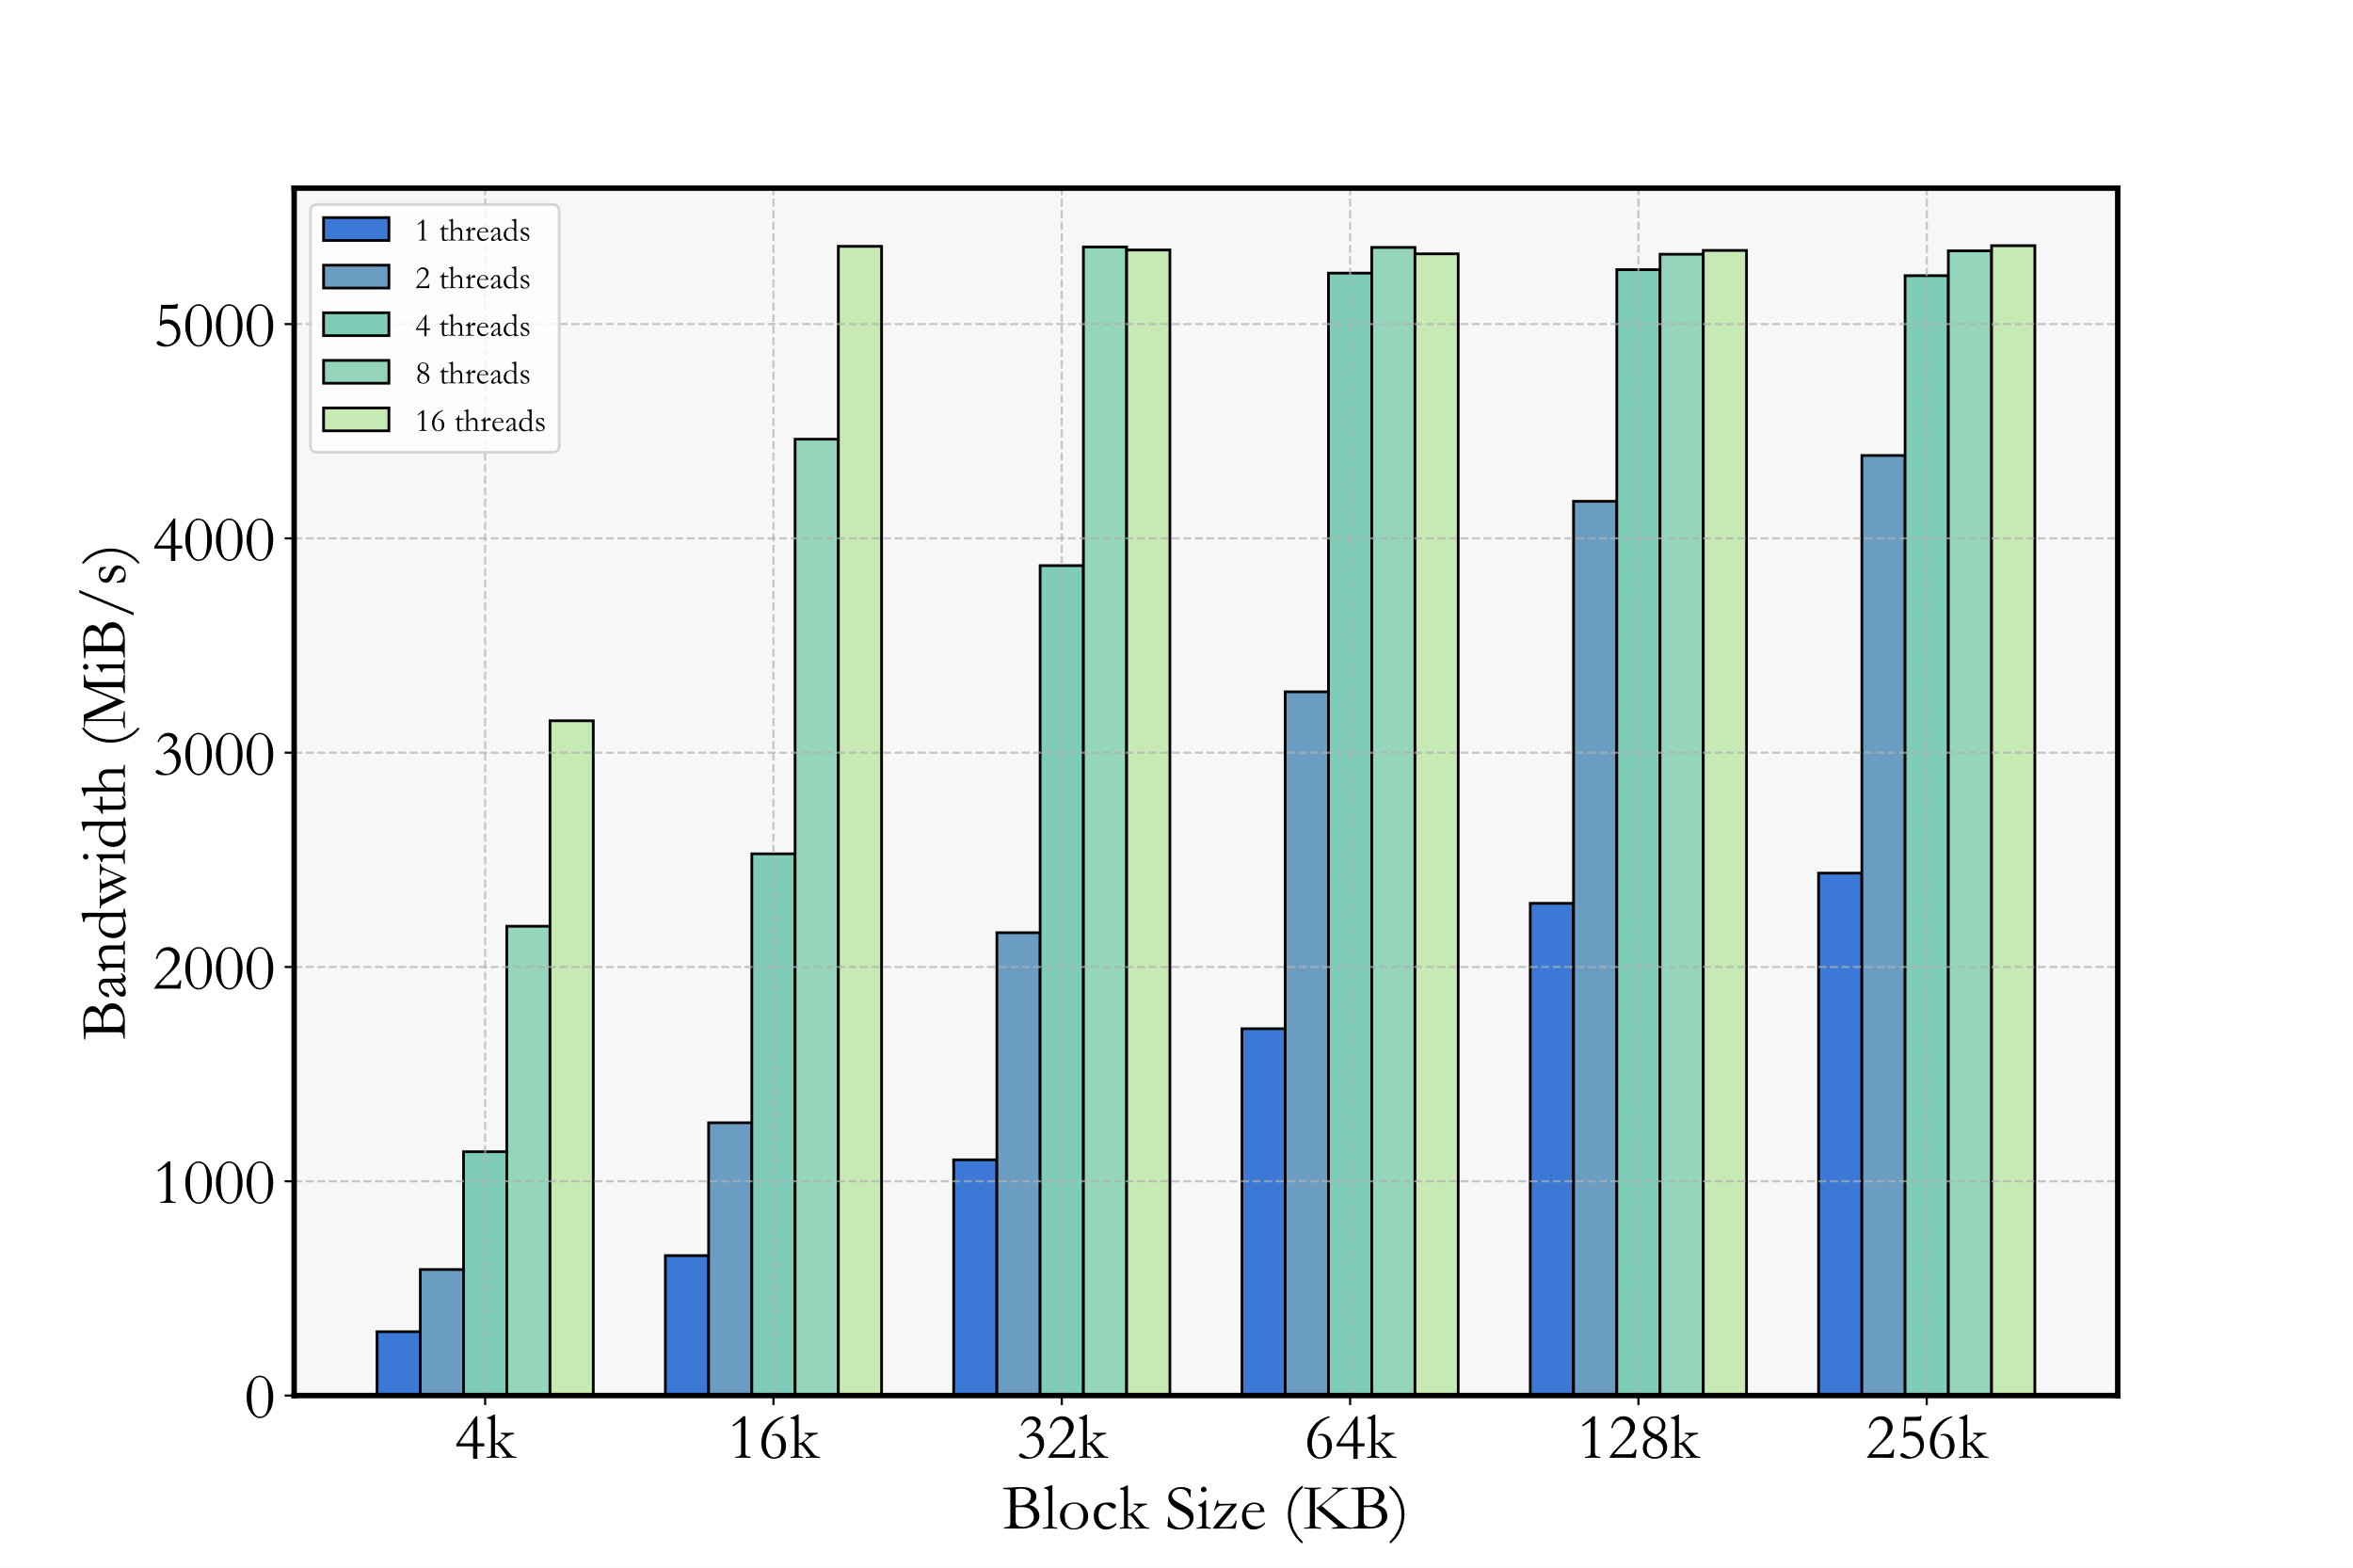 1 threads
2 threads
4 threads
8 threads
16 threads
Bandwidth (MiB/s)
5000
4000
3000
2000
1000
0
4k 16k 32k 64k 128k 256k
Block Size (KB)